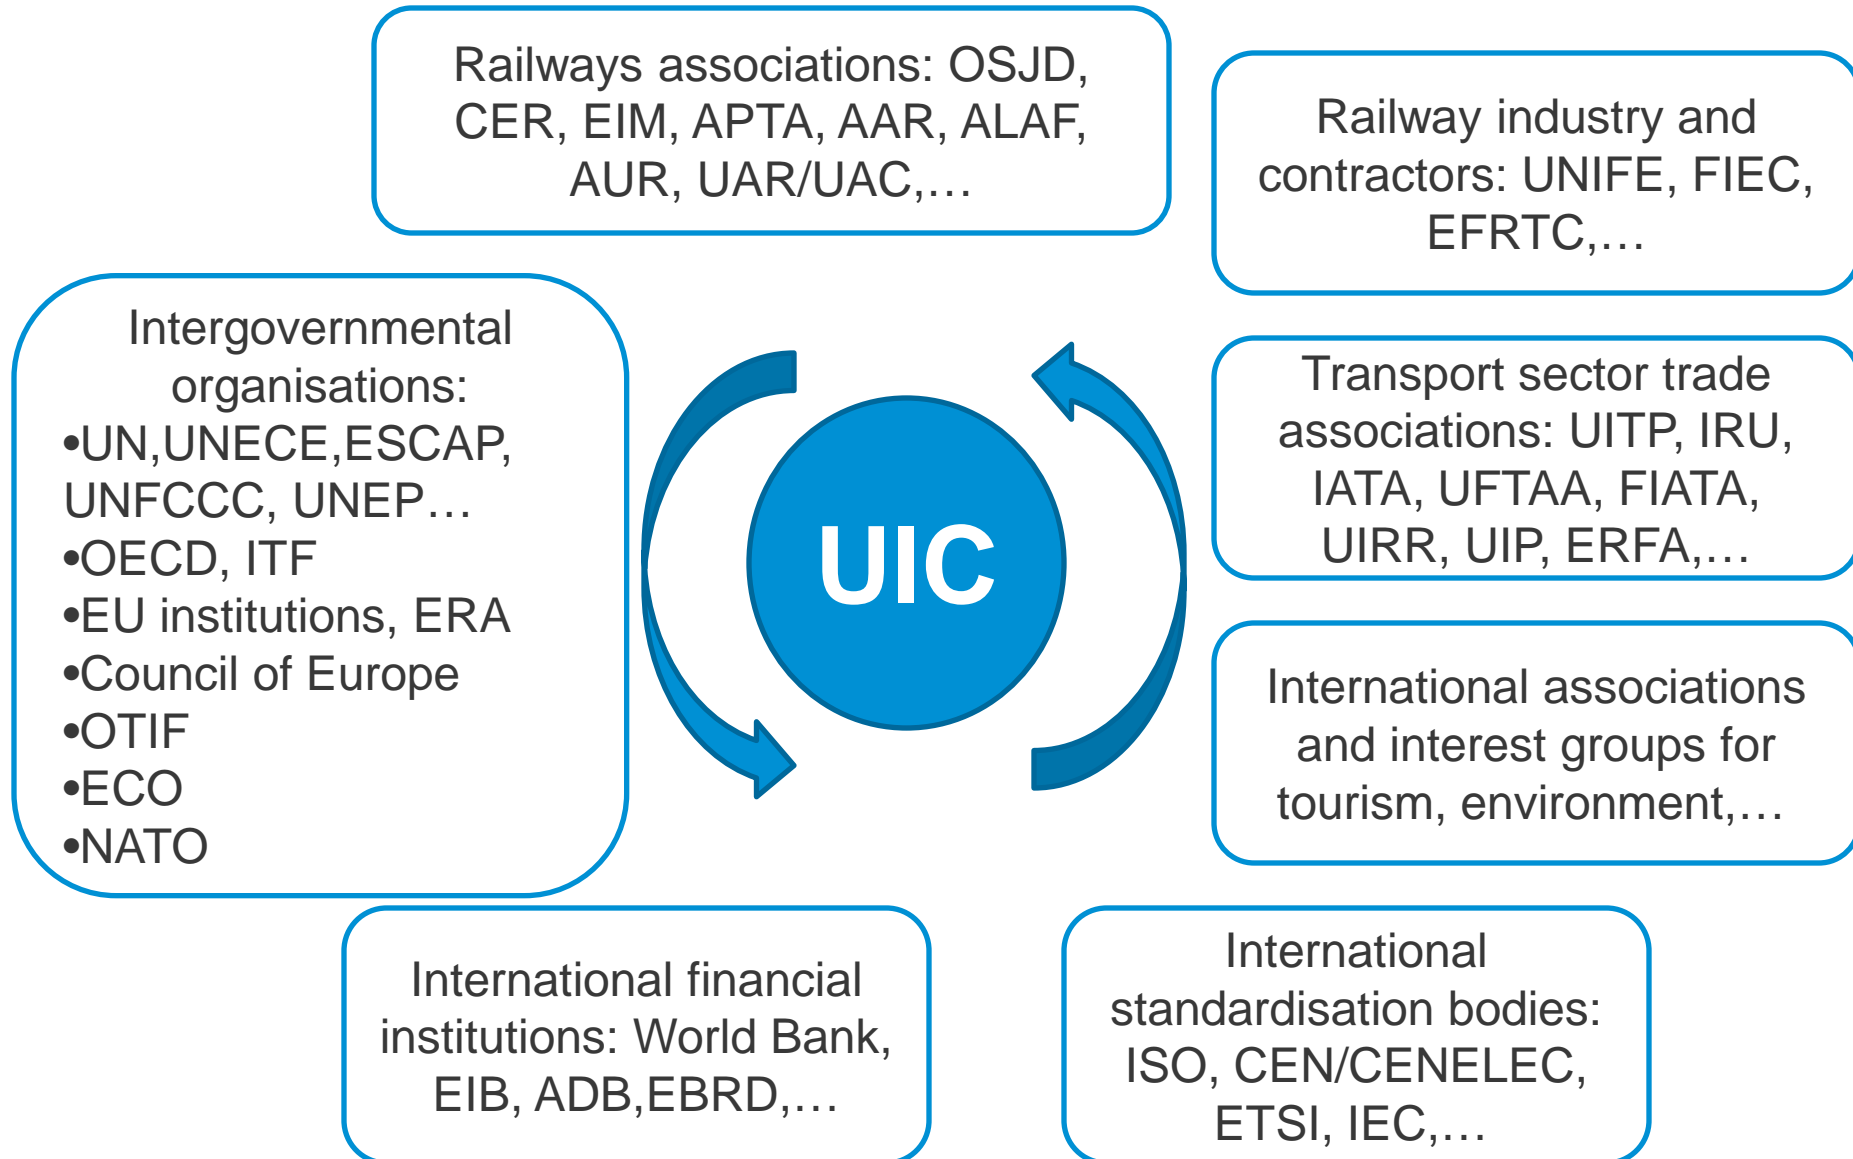 Railways associations: OSJD,
CER, EIM, APTA, AAR, ALAF,
AUR, UAR/UAC,…
Railway industry and
contractors: UNIFE, FIEC,
EFRTC,…
Intergovernmental
organisations:
•UN,UNECE,ESCAP,
UNFCCC, UNEP…
•OECD, ITF
•EU institutions, ERA
•Council of Europe
•OTIF
•ECO
•NATO
UIC
Transport sector trade
associations: UITP, IRU,
IATA, UFTAA, FIATA,
UIRR, UIP, ERFA,…
International associations
and interest groups for
tourism, environment,…
International financial
institutions: World Bank,
EIB, ADB,EBRD,…
International
standardisation bodies:
ISO, CEN/CENELEC,
ETSI, IEC,…